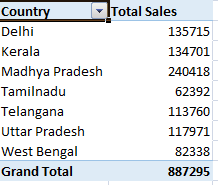 Country Total Sales
Delhi 135715
Kerala 134701
Madhya Pradesh 240418
Tamilnadu 62392
Telangana 113760
Uttar Pradesh 117971
West Bengal 82338
Grand Total 887295